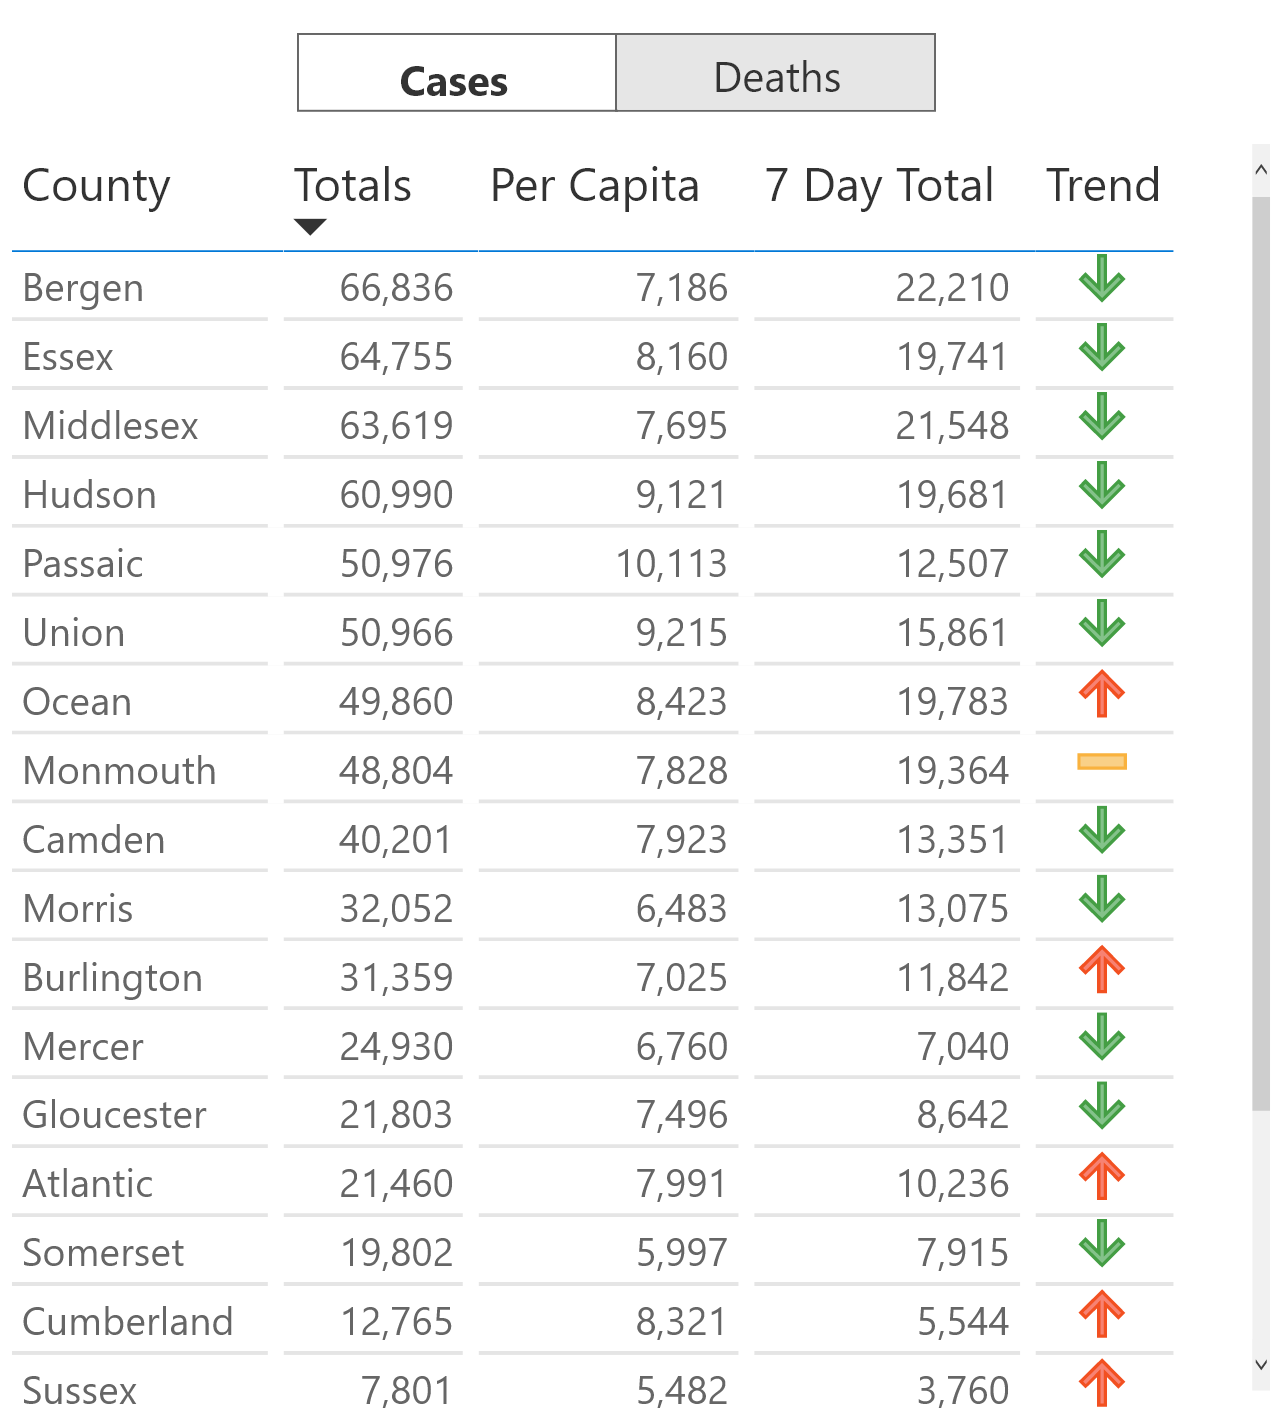 Cases Deaths
County Totals Per Capita 7 Day Total Trend
Bergen 66,836 7,186 22,210
Essex 64,755 8,160 19,741
Middlesex 63,619 7,695 21,548
Hudson 60,990 9,121 19,681
Passaic 50,976 10,113 12,507
Union 50,966 9,215 15,861
Ocean 49,860 8,423 19,783
Monmouth 48,804 7,828 19,364
Camden 40,201 7,923 13,351
Morris 32,052 6,483 13,075
Burlington 31,359 7,025 11,842
Mercer 24,930 6,760 7,040
Gloucester 21,803 7,496 8,642
Atlantic 21,460 7,991 10,236
Somerset 19,802 5,997 7,915
Cumberland 12,765 8,321 5,544
Sussex 7,801 5,482 3,760